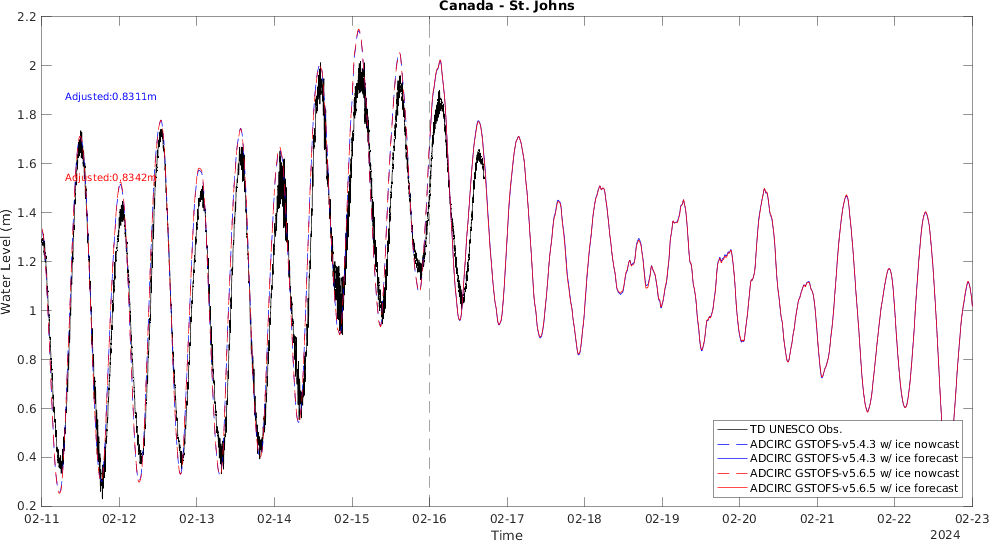 Canada - St. Johns
2.2
2
1.8
1.6
1.4
1.2
1
0.8
0.6
0.4
0.2
Water Level (m)
Adjusted:0.8311m
Adjusted:0.8342m
TD UNESCO Obs.
ADCIRC GSTOFS-v5.4.3 w/ ice nowcast
ADCIRC GSTOFS-v5.4.3 w/ ice forecast
ADCIRC GSTOFS-v5.6.5 w/ ice nowcast
ADCIRC GSTOFS-v5.6.5 w/ ice forecast
02-11 02-12 02-13 02-14 02-15 02-16 02-17 02-18 02-19 02-20 02-21 02-22 02-23
Time
2024